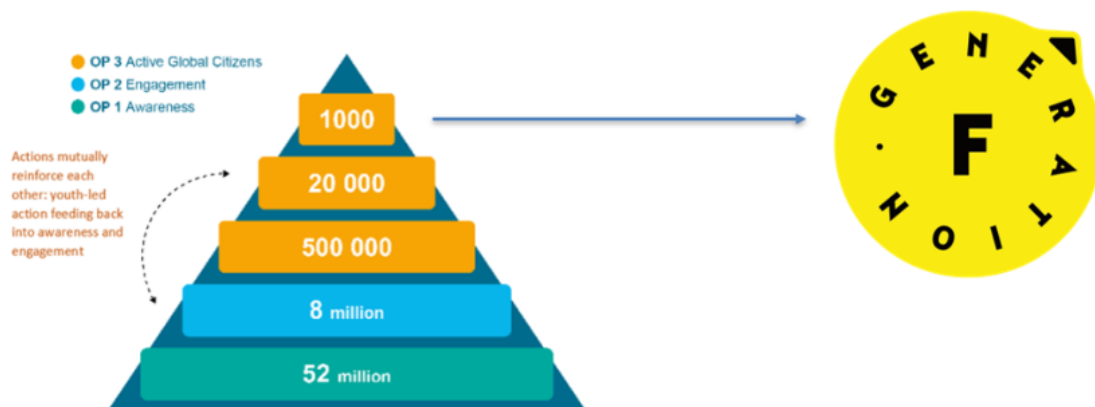 OP 3 Active Global Citizens
OP 2 Engagement
OP 1 Awareness
Actions mutually
reinforce each
other: youth-led
action feeding back
into awareness and
engagement
1000
20 000
500 000
8 million
52 million
GENERATION ·
F